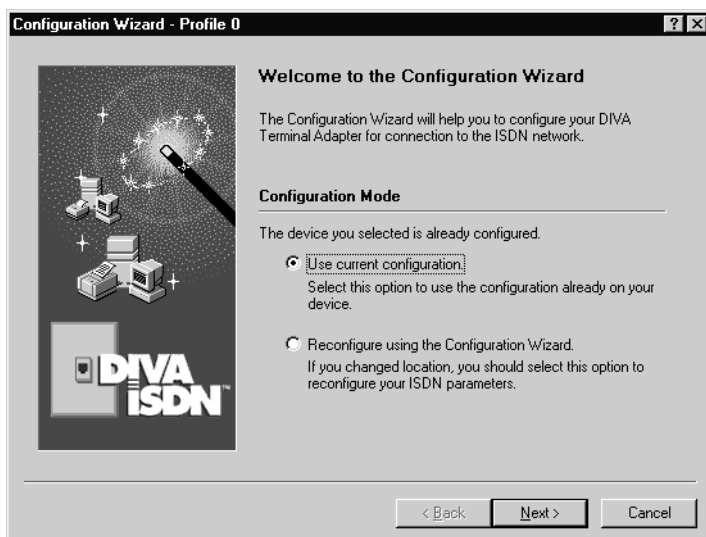 Configuration Wizard - Profile 0
Welcome to the Configuration Wizard
The Configuration Wizard will help you to configure your DIVA
Terminal Adapter for connection to the ISDN network.
Configuration Mode
The device you selected is already configured.
Use current configuration.
Select this option to use the configuration already on your
device.
Reconfigure using the Configuration Wizard.
If you changed location, you should select this option to
reconfigure your ISDN parameters.
DIVA
ISDN™
< Back
Next >
Cancel